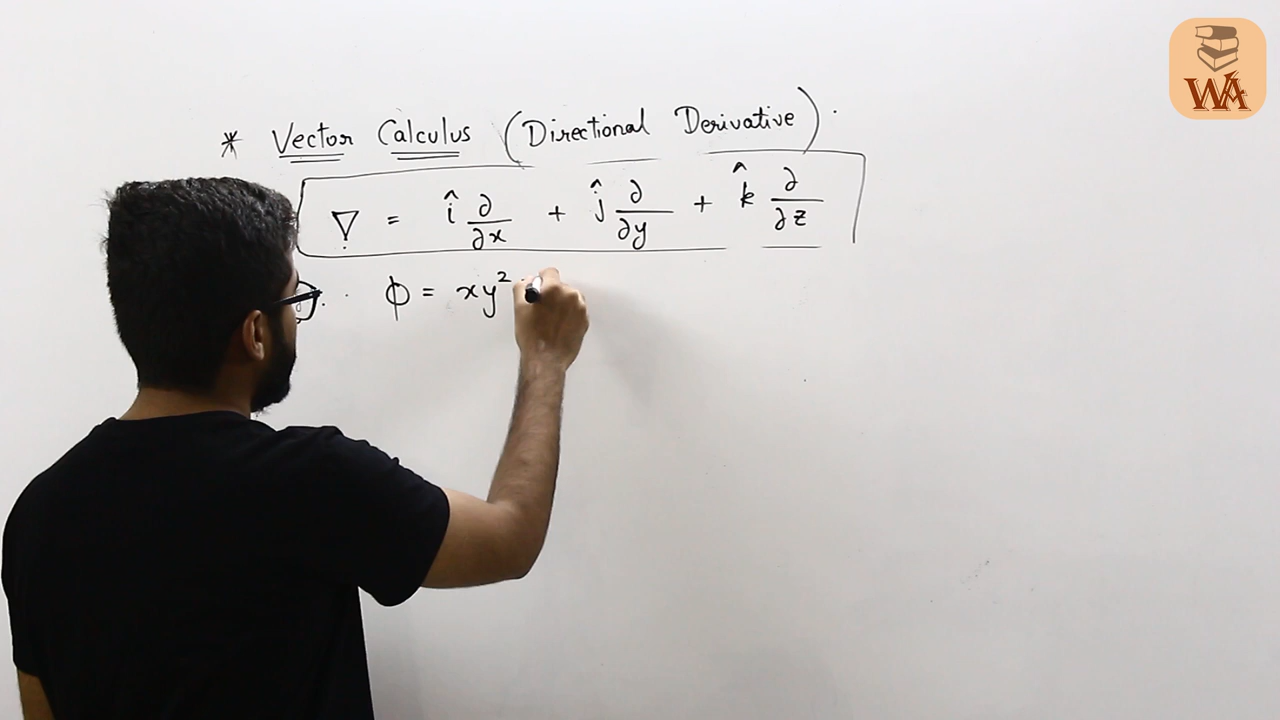 WA
* Vector Calculus (Directional Derivative).
∇ = î ∂/∂x + ĵ ∂/∂y + k̂ ∂/∂z
ϕ = xy²